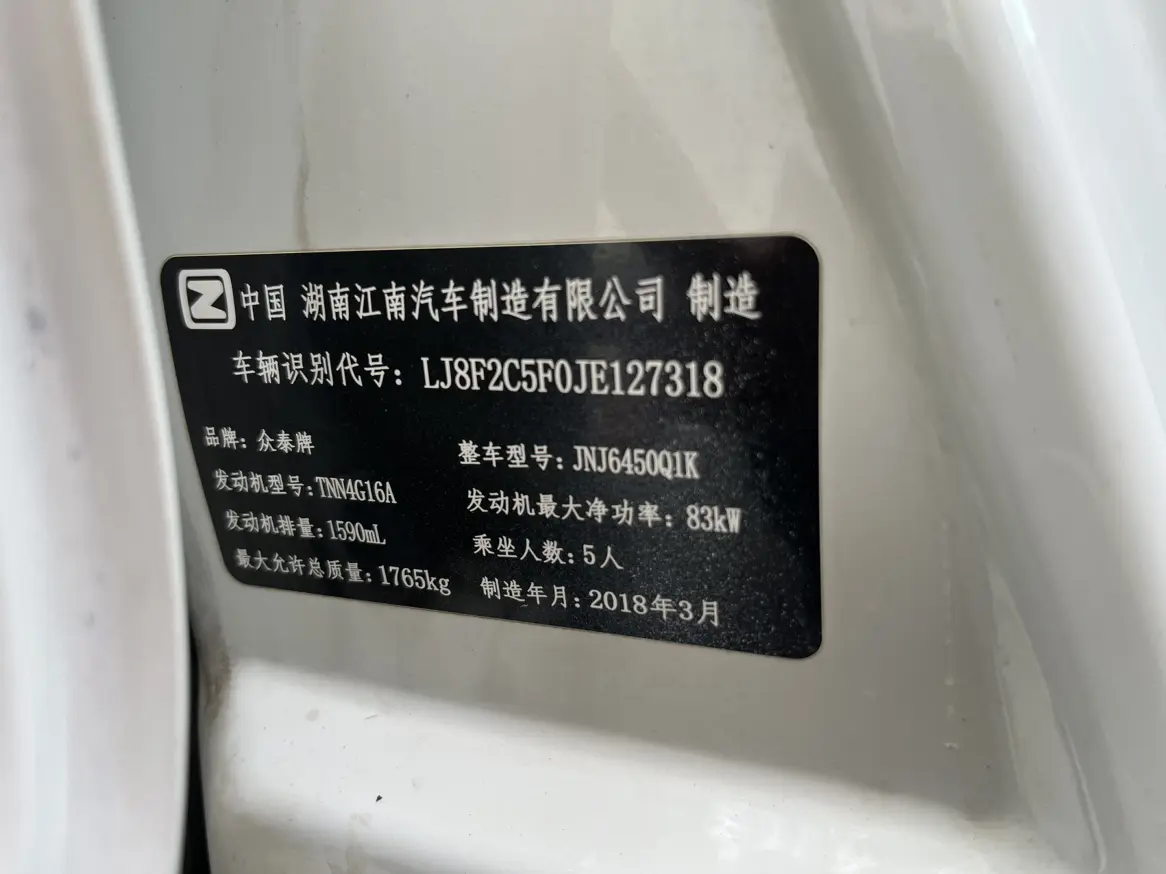 中国 湖南江南汽车制造有限公司 制造
车辆识别代号：LJ8F2C5F0JE127318
品牌：众泰牌 整车型号：JNJ6450Q1K
发动机型号：TNN4G16A 发动机最大净功率：83kW
发动机排量：1590mL 乘坐人数：5人
最大允许总质量：1765kg 制造年月：2018年3月